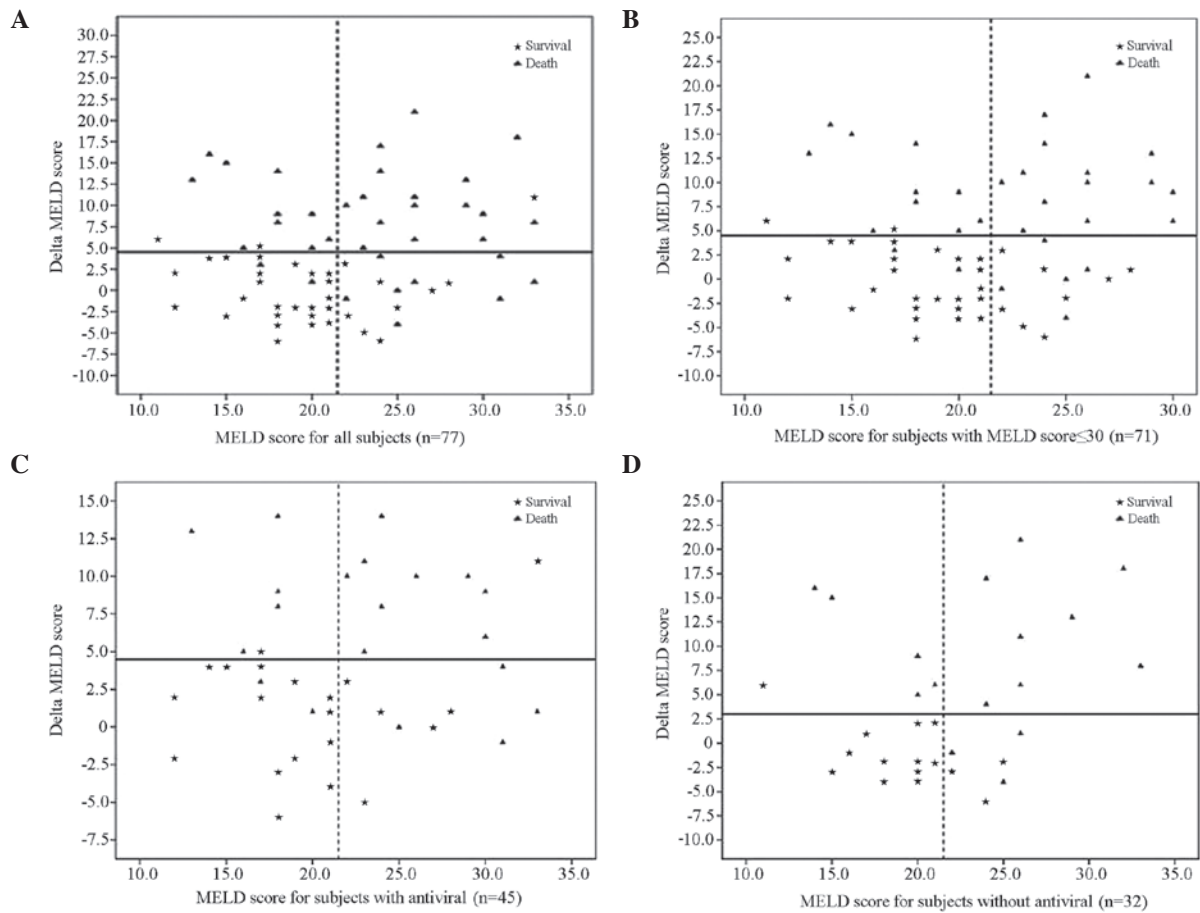 A
30.0
27.5
25.0
22.5
20.0
17.5
15.0
12.5
10.0
7.5
5.0
2.5
0
-2.5
-5.0
-7.5
-10.0
Delta MELD score
Survival
Death
10.0 15.0 20.0 25.0 30.0 35.0
MELD score for all subjects (n=77)
B
25.0
22.5
20.0
17.5
15.0
12.5
10.0
7.5
5.0
2.5
0
-2.5
-5.0
-7.5
-10.0
Delta MELD score
Survival
Death
10.0 15.0 20.0 25.0 30.0
MELD score for subjects with MELD score≤30 (n=71)
C
15.0
12.5
10.0
7.5
5.0
2.5
0
-2.5
-5.0
-7.5
Delta MELD score
Survival
Death
10.0 15.0 20.0 25.0 30.0 35.0
MELD score for subjects with antiviral (n=45)
D
25.0
22.5
20.0
17.5
15.0
12.5
10.0
7.5
5.0
2.5
0
-2.5
-5.0
-7.5
-10.0
Delta MELD score
Survival
Death
10.0 15.0 20.0 25.0 30.0 35.0
MELD score for subjects without antiviral (n=32)